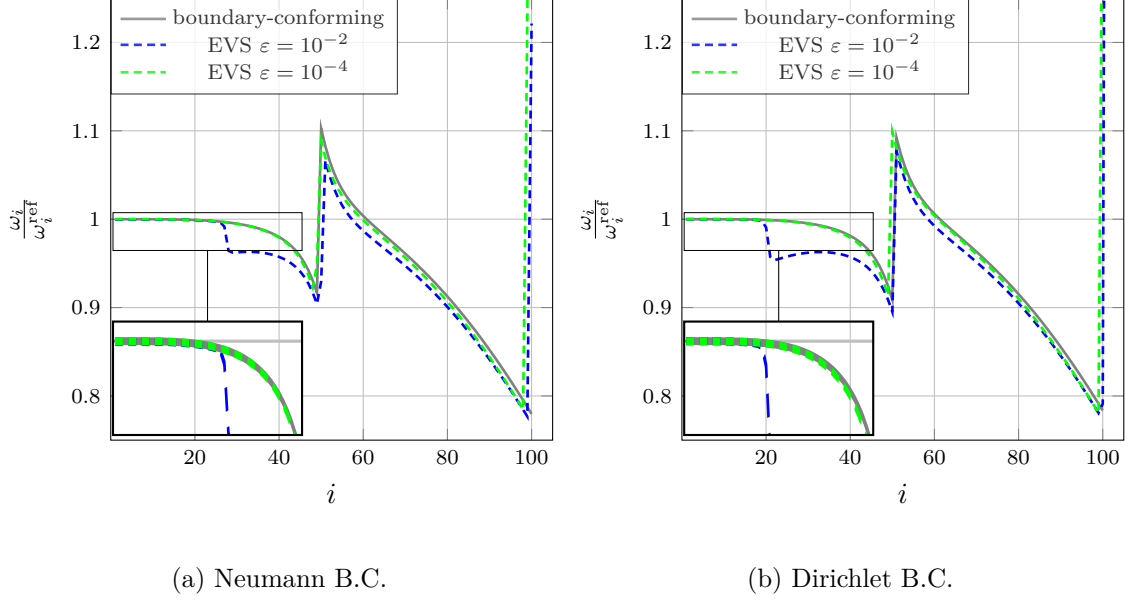 boundary-conforming
EVS ε = 10⁻²
EVS ε = 10⁻⁴
1.2
1.1
1
0.9
0.8
ω_i / ω_i^ref
20 40 60 80 100
i
(a) Neumann B.C.
boundary-conforming
EVS ε = 10⁻²
EVS ε = 10⁻⁴
1.2
1.1
1
0.9
0.8
ω_i / ω_i^ref
20 40 60 80 100
i
(b) Dirichlet B.C.